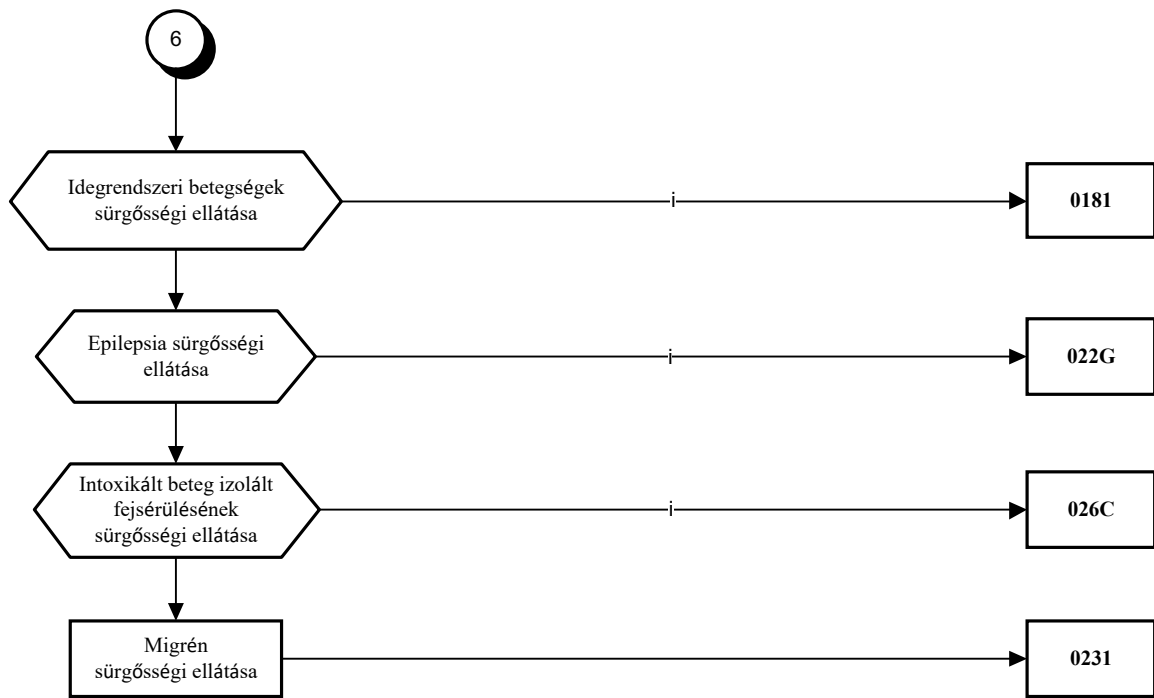 6
Idegrendszeri betegségek
sürgősségi ellátása
i
0181
Epilepsia sürgősségi
ellátása
i
022G
Intoxikált beteg izolált
fejsérülésének
sürgősségi ellátása
i
026C
Migrén
sürgősségi ellátása
0231